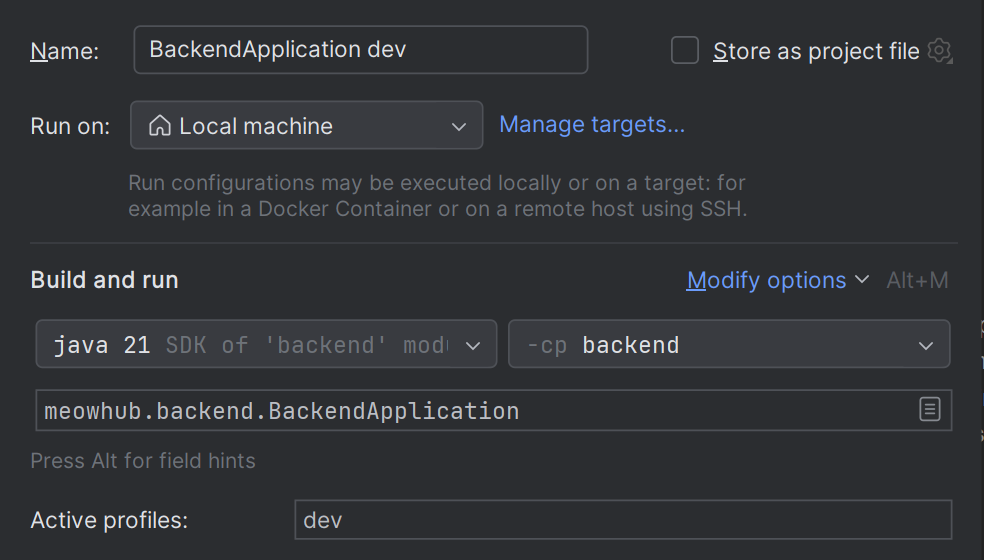 Name: BackendApplication dev Store as project file
Run on: Local machine Manage targets...
Run configurations may be executed locally or on a target: for
example in a Docker Container or on a remote host using SSH.
Build and run Modify options Alt+M
java 21 SDK of 'backend' -cp backend
meowhub.backend.BackendApplication
Press Alt for field hints
Active profiles: dev